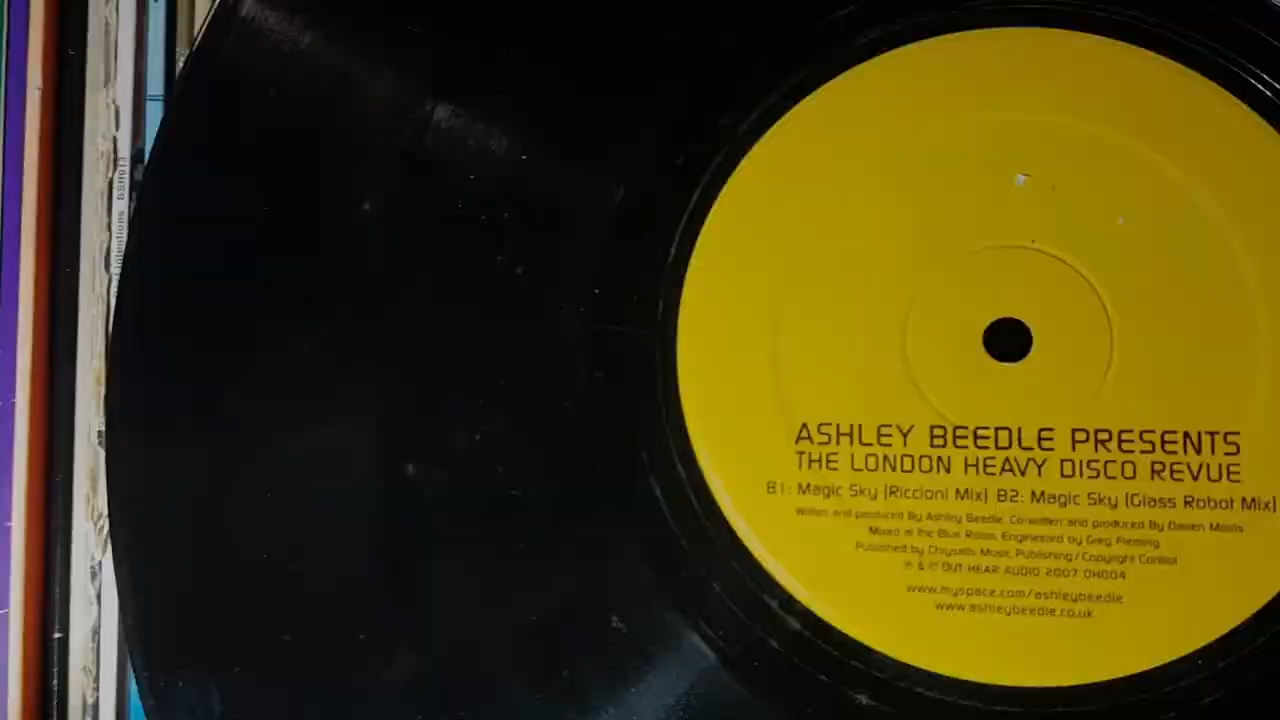 ASHLEY BEEDLE PRESENTS
THE LONDON HEAVY DISCO REVUE
B1: Magic Sky (Riccioni Mix) B2: Magic Sky (Glass Robot Mix)
Written and produced By Ashley Beedle. Co-written and produced By Darren Morris
Mixed at the Blue Room. Engineered by Greg Fleming
Published by Chrysalis Music Publishing / Copyright Control
℗ & © OUT HEAR AUDIO 2007 OH004
www.myspace.com/ashleybeedle
www.ashleybeedle.co.uk